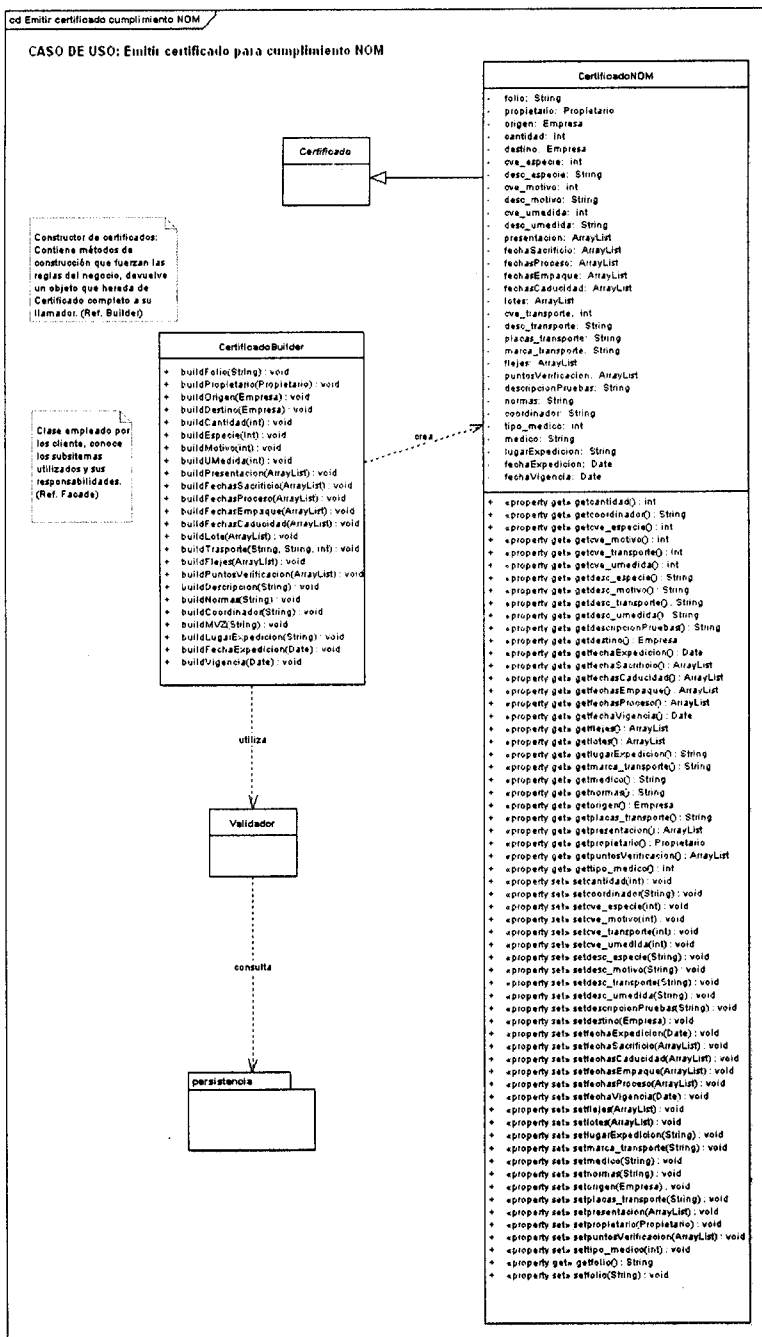 cd Emitir certificado cumplimiento NOM
CASO DE USO: Emitir certificado para cumplimiento NOM
Certificado
Constructor de certificados:
Contiene métodos de
construcción que fuerzan las
reglas del negocio, devuelve
un objeto que hereda de
Certificado completo a su
llamador. (Ref. Builder)
Clase empleado por
los cliente, conoce
los subsitemas
utilizados y sus
responsabilidades.
(Ref. Facade)
CertificadoBuilder
+ buildFolio(String) : void
+ buildPropietario(Propietario) : void
+ buildOrigen(Empresa) : void
+ buildDestino(Empresa) : void
+ buildCantidad(int) : void
+ buildEspecie(int) : void
+ buildMotivo(int) : void
+ buildUMedida(int) : void
+ buildPresentacion(ArrayList) : void
+ buildFechasSacrificio(ArrayList) : void
+ buildFechasProceso(ArrayList) : void
+ buildFechasEmpaque(ArrayList) : void
+ buildFechasCaducidad(ArrayList) : void
+ buildLote(ArrayList) : void
+ buildTrasporte(String, String, int) : void
+ buildFlejes(ArrayList) : void
+ buildPuntosVerificacion(ArrayList) : void
+ buildDescripcion(String) : void
+ buildNormas(String) : void
+ buildCoordinador(String) : void
+ buildMVZ(String) : void
+ buildLugarExpedicion(String) : void
+ buildFechaExpedicion(Date) : void
+ buildVigencia(Date) : void
crea
utiliza
Validador
consulta
persistencia
CertificadoNOM
- folio: String
- propietario: Propietario
- origen: Empresa
- cantidad: int
- destino: Empresa
- cve_especie: int
- desc_especie: String
- cve_motivo: int
- desc_motivo: String
- cve_umedida: int
- desc_umedida: String
- presentacion: ArrayList
- fechaSacrificio: ArrayList
- fechasProceso: ArrayList
- fechasEmpaque: ArrayList
- fechasCaducidad: ArrayList
- lotes: ArrayList
- cve_transporte: int
- desc_transporte: String
- placas_transporte: String
- marca_transporte: String
- flejes: ArrayList
- puntosVerificacion: ArrayList
- descripcionPruebas: String
- normas: String
- coordinador: String
- tipo_medico: int
- medico: String
- lugarExpedicion: String
- fechaExpedicion: Date
- fechaVigencia: Date
+ «property get» getcantidad() : int
+ «property get» getcoordinador() : String
+ «property get» getcve_especie() : int
+ «property get» getcve_motivo() : int
+ «property get» getcve_transporte() : int
+ «property get» getcve_umedida() : int
+ «property get» getdesc_especie() : String
+ «property get» getdesc_motivo() : String
+ «property get» getdesc_transporte() : String
+ «property get» getdesc_umedida() : String
+ «property get» getdescripcionPruebas() : String
+ «property get» getdestino() : Empresa
+ «property get» getfechaExpedicion() : Date
+ «property get» getfechaSacrificio() : ArrayList
+ «property get» getfechasCaducidad() : ArrayList
+ «property get» getfechasEmpaque() : ArrayList
+ «property get» getfechasProceso() : ArrayList
+ «property get» getfechaVigencia() : Date
+ «property get» getflejes() : ArrayList
+ «property get» getlotes() : ArrayList
+ «property get» getlugarExpedicion() : String
+ «property get» getmarca_transporte() : String
+ «property get» getmedico() : String
+ «property get» getnormas() : String
+ «property get» getorigen() : Empresa
+ «property get» getplacas_transporte() : String
+ «property get» getpresentacion() : ArrayList
+ «property get» getpropietario() : Propietario
+ «property get» getpuntosVerificacion() : ArrayList
+ «property get» gettipo_medico() : int
+ «property set» setcantidad(int) : void
+ «property set» setcoordinador(String) : void
+ «property set» setcve_especie(int) : void
+ «property set» setcve_motivo(int) : void
+ «property set» setcve_transporte(int) : void
+ «property set» setcve_umedida(int) : void
+ «property set» setdesc_especie(String) : void
+ «property set» setdesc_motivo(String) : void
+ «property set» setdesc_transporte(String) : void
+ «property set» setdesc_umedida(String) : void
+ «property set» setdescripcionPruebas(String) : void
+ «property set» setdestino(Empresa) : void
+ «property set» setfechaExpedicion(Date) : void
+ «property set» setfechaSacrificio(ArrayList) : void
+ «property set» setfechasCaducidad(ArrayList) : void
+ «property set» setfechasEmpaque(ArrayList) : void
+ «property set» setfechasProceso(ArrayList) : void
+ «property set» setfechaVigencia(Date) : void
+ «property set» setflejes(ArrayList) : void
+ «property set» setlotes(ArrayList) : void
+ «property set» setlugarExpedicion(String) : void
+ «property set» setmarca_transporte(String) : void
+ «property set» setmedico(String) : void
+ «property set» setnormas(String) : void
+ «property set» setorigen(Empresa) : void
+ «property set» setplacas_transporte(String) : void
+ «property set» setpresentacion(ArrayList) : void
+ «property set» setpropietario(Propietario) : void
+ «property set» setpuntosVerificacion(ArrayList) : void
+ «property set» settipo_medico(int) : void
+ «property get» getfolio() : String
+ «property set» setfolio(String) : void